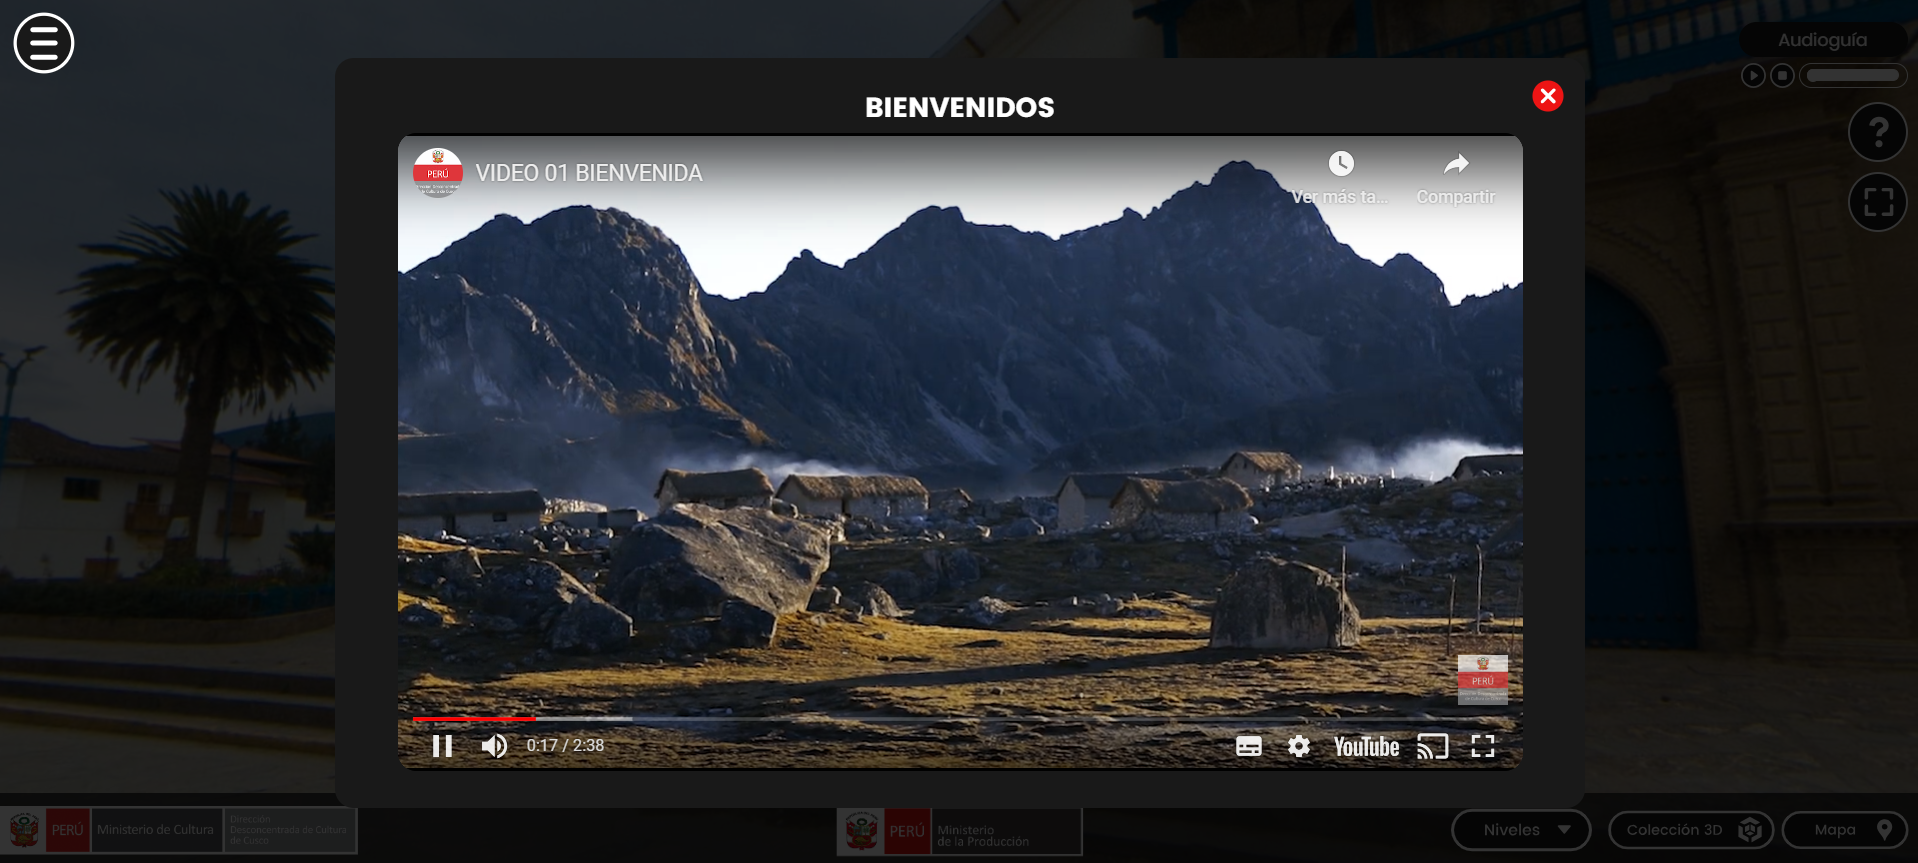 Audioguía
BIENVENIDOS
PERÚ
VIDEO 01 BIENVENIDA
Ver más ta...
Compartir
PERÚ
0:17 / 2:38
YouTube
PERÚ
Ministerio de Cultura
Dirección
Desconcentrada de Cultura
de Cusco
PERÚ
Ministerio
de la Producción
Niveles
Colección 3D
Mapa